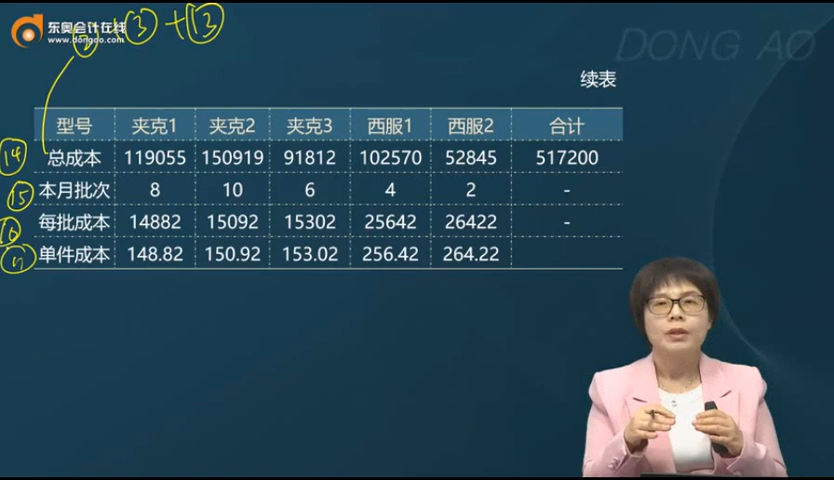 东奥会计在线
www.dongao.com
② + ③ + ⑬
DONG AO
续表
型号 夹克1 夹克2 夹克3 西服1 西服2 合计
⑭ 总成本 119055 150919 91812 102570 52845 517200
⑮ 本月批次 8 10 6 4 2 -
⑯ 每批成本 14882 15092 15302 25642 26422 -
⑰ 单件成本 148.82 150.92 153.02 256.42 264.22